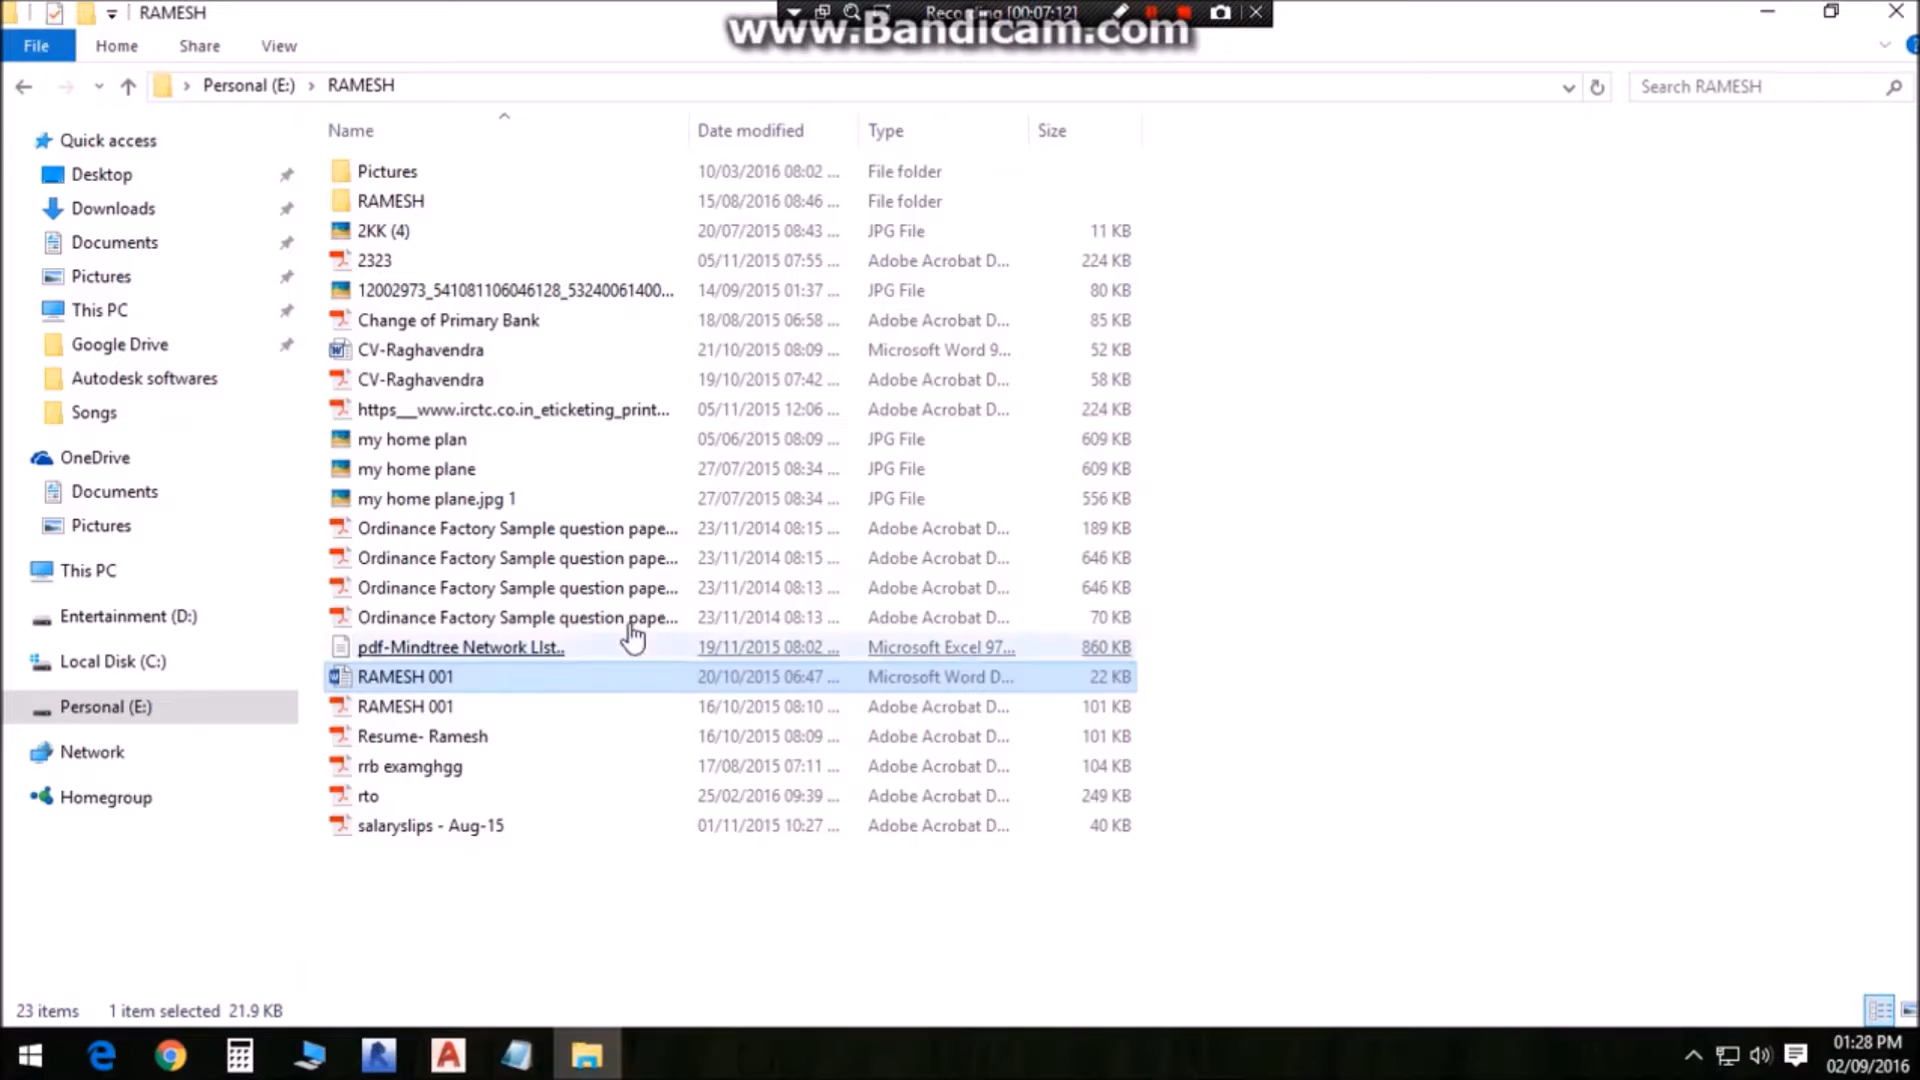 RAMESH
Recording [00:07:12]
www.Bandicam.com
File Home Share View
Personal (E:) RAMESH
Search RAMESH
Name Date modified Type Size
Quick access
Desktop
Downloads
Documents
Pictures
This PC
Google Drive
Autodesk softwares
Songs
OneDrive
Documents
Pictures
This PC
Entertainment (D:)
Local Disk (C:)
Personal (E:)
Network
Homegroup
Pictures 10/03/2016 08:02 ... File folder
RAMESH 15/08/2016 08:46 ... File folder
2KK (4) 20/07/2015 08:43 ... JPG File 11 KB
2323 05/11/2015 07:55 ... Adobe Acrobat D... 224 KB
12002973_541081106046128_53240061400... 14/09/2015 01:37 ... JPG File 80 KB
Change of Primary Bank 18/08/2015 06:58 ... Adobe Acrobat D... 85 KB
CV-Raghavendra 21/10/2015 08:09 ... Microsoft Word 9... 52 KB
CV-Raghavendra 19/10/2015 07:42 ... Adobe Acrobat D... 58 KB
https__www.irctc.co.in_eticketing_print... 05/11/2015 12:06 ... Adobe Acrobat D... 224 KB
my home plan 05/06/2015 08:09 ... JPG File 609 KB
my home plane 27/07/2015 08:34 ... JPG File 609 KB
my home plane.jpg 1 27/07/2015 08:34 ... JPG File 556 KB
Ordinance Factory Sample question pape... 23/11/2014 08:15 ... Adobe Acrobat D... 189 KB
Ordinance Factory Sample question pape... 23/11/2014 08:15 ... Adobe Acrobat D... 646 KB
Ordinance Factory Sample question pape... 23/11/2014 08:13 ... Adobe Acrobat D... 646 KB
Ordinance Factory Sample question pape... 23/11/2014 08:13 ... Adobe Acrobat D... 70 KB
pdf-Mindtree Network LIst.. 19/11/2015 08:02 ... Microsoft Excel 97... 860 KB
RAMESH 001 20/10/2015 06:47 ... Microsoft Word D... 22 KB
RAMESH 001 16/10/2015 08:10 ... Adobe Acrobat D... 101 KB
Resume- Ramesh 16/10/2015 08:09 ... Adobe Acrobat D... 101 KB
rrb examghgg 17/08/2015 07:11 ... Adobe Acrobat D... 104 KB
rto 25/02/2016 09:39 ... Adobe Acrobat D... 249 KB
salaryslips - Aug-15 01/11/2015 10:27 ... Adobe Acrobat D... 40 KB
23 items 1 item selected 21.9 KB
01:28 PM
02/09/2016